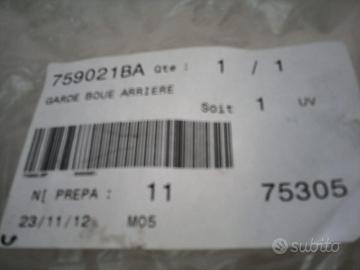 759021BA Qte : 1 / 1
GARDE BOUE ARRIERE
Soit 1 UV
N[ PREPA : 11 75305
23/11/12 M05
subito